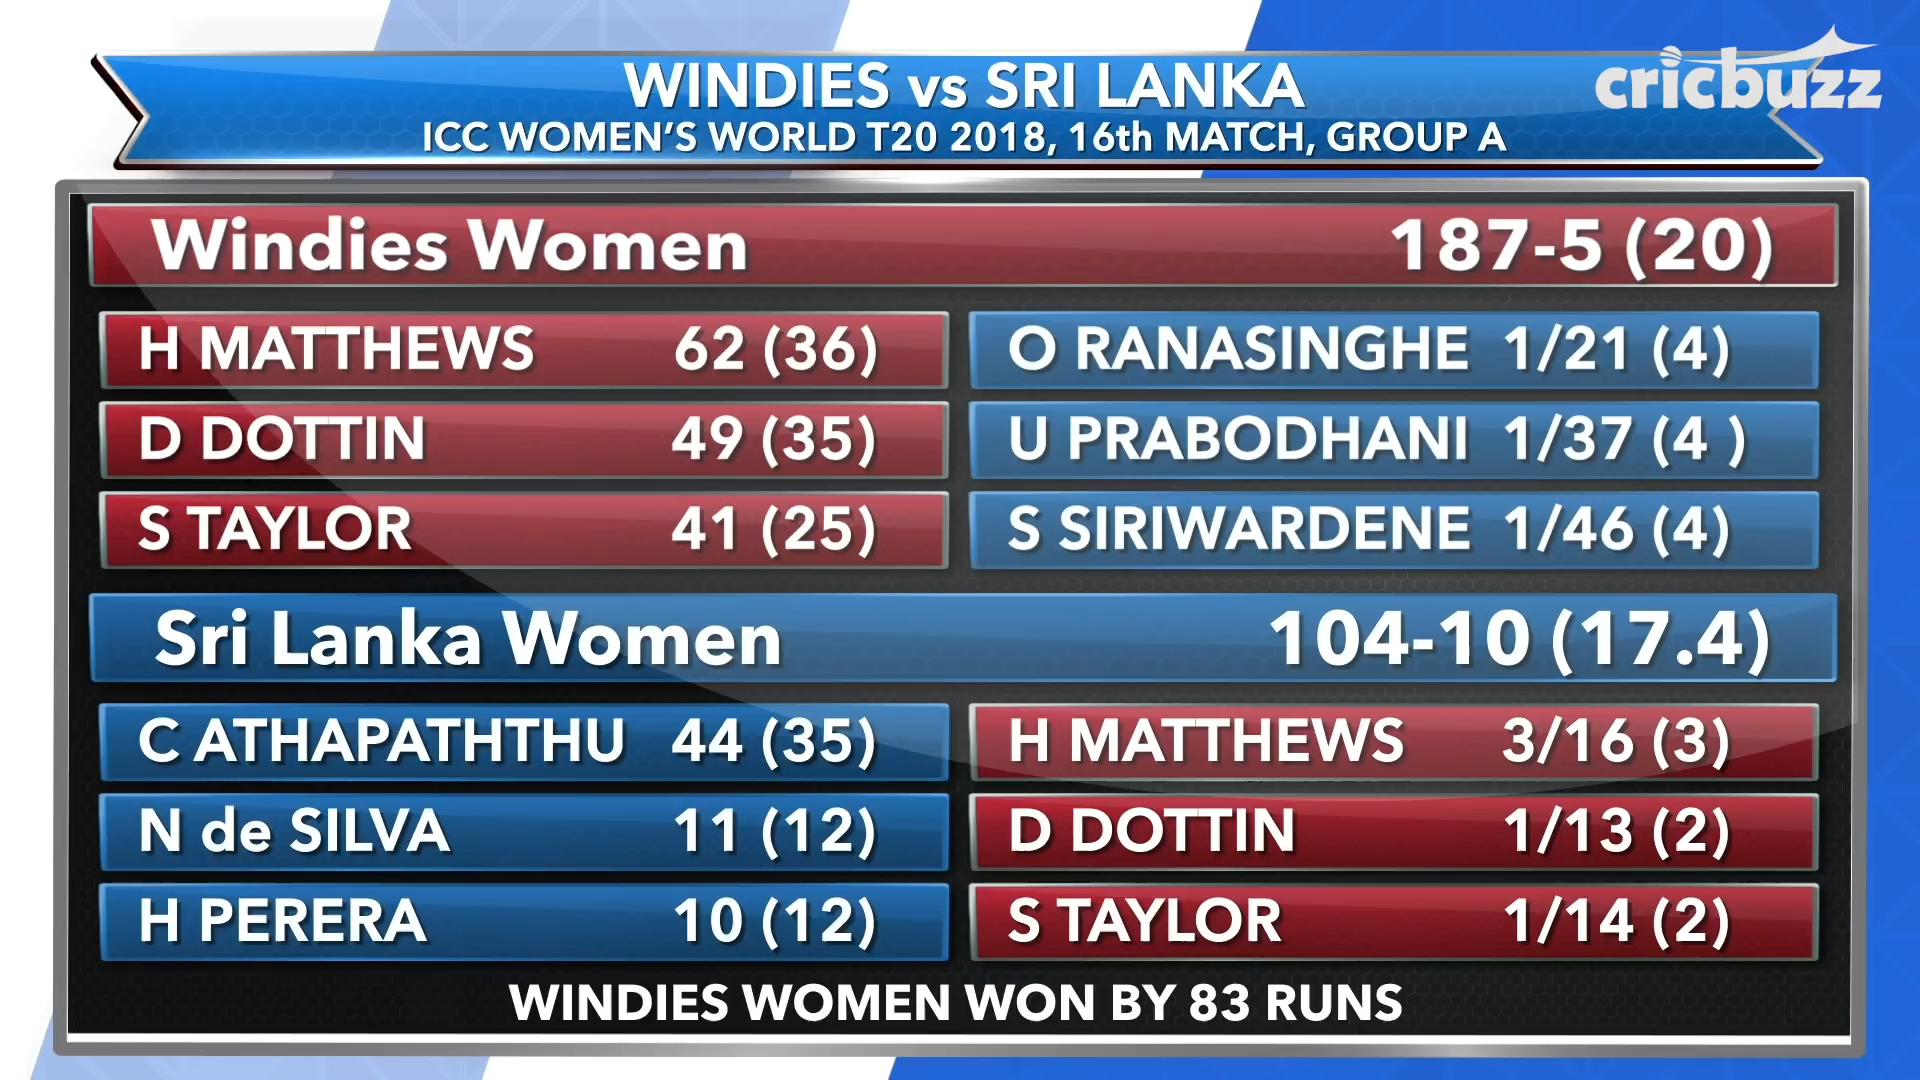 WINDIES vs SRI LANKA
cricbuzz
ICC WOMEN'S WORLD T20 2018, 16th MATCH, GROUP A
Windies Women 187-5 (20)
H MATTHEWS 62 (36) O RANASINGHE 1/21 (4)
D DOTTIN 49 (35) U PRABODHANI 1/37 (4 )
S TAYLOR 41 (25) S SIRIWARDENE 1/46 (4)
Sri Lanka Women 104-10 (17.4)
C ATHAPATHTHU 44 (35) H MATTHEWS 3/16 (3)
N de SILVA 11 (12) D DOTTIN 1/13 (2)
H PERERA 10 (12) S TAYLOR 1/14 (2)
WINDIES WOMEN WON BY 83 RUNS